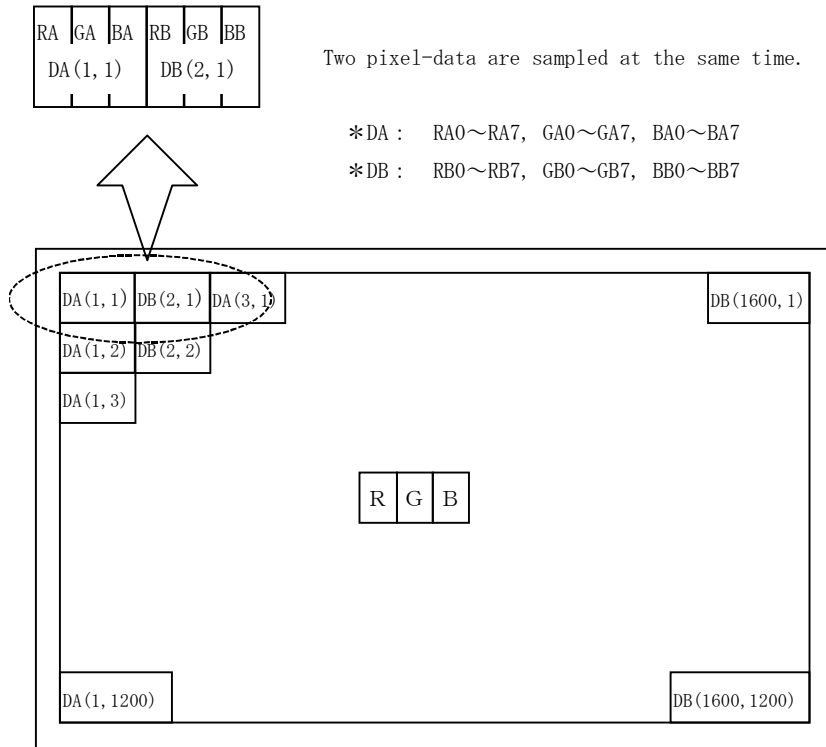 RA GA BA RB GB BB
DA(1,1) DB(2,1)
Two pixel-data are sampled at the same time.
＊DA： RA0～RA7, GA0～GA7, BA0～BA7
＊DB： RB0～RB7, GB0～GB7, BB0～BB7
DA(1,1) DB(2,1) DA(3,1) DB(1600,1)
DA(1,2) DB(2,2)
DA(1,3)
R G B
DA(1,1200) DB(1600,1200)